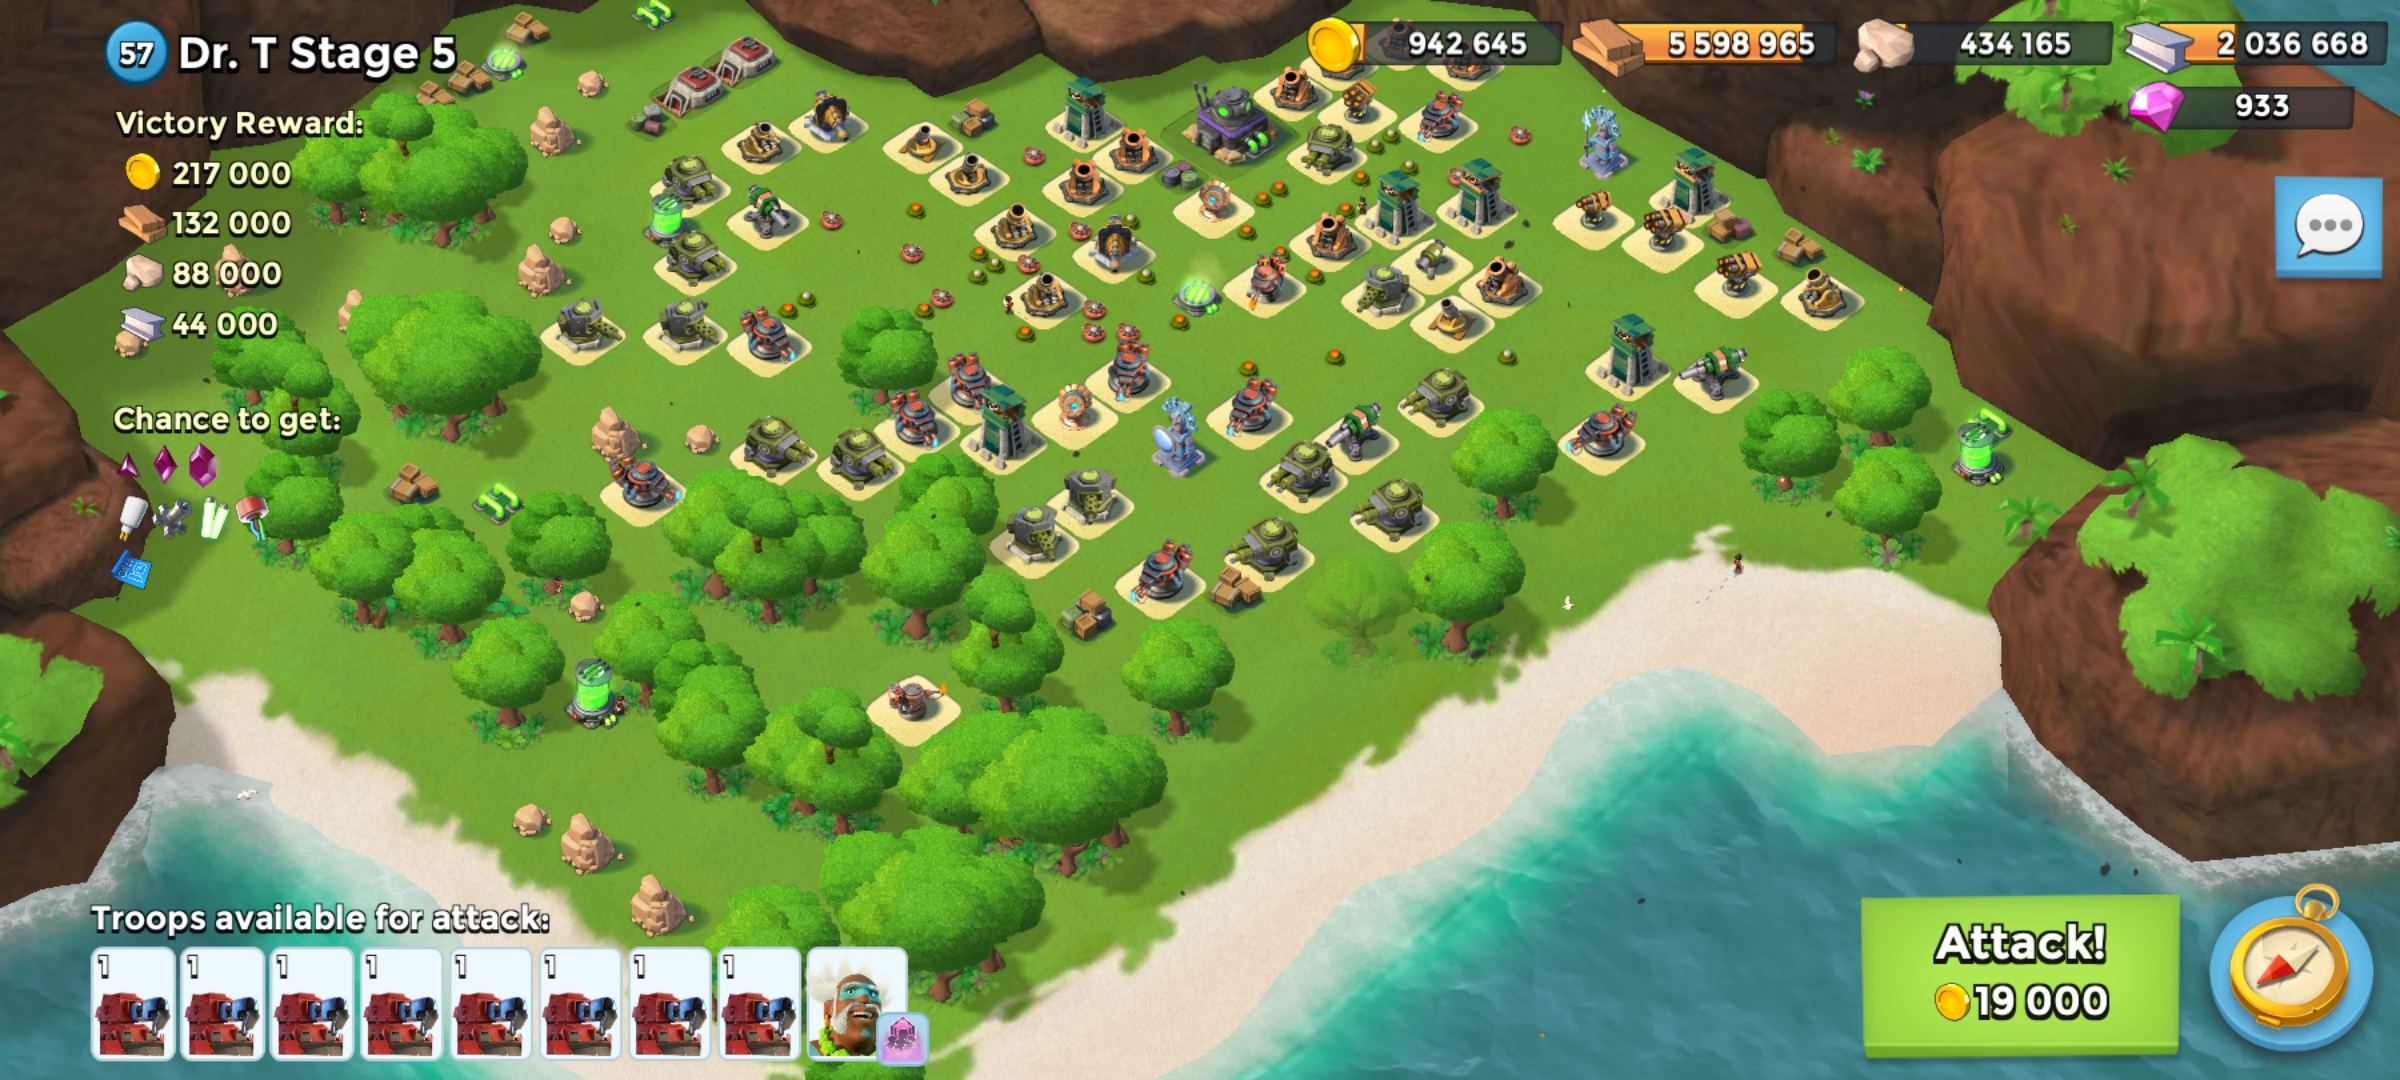 57 Dr. T Stage 5
942 645
5 598 965
434 165
2 036 668
933
Victory Reward:
217 000
132 000
88 000
44 000
Chance to get:
Troops available for attack:
1 1 1 1 1 1 1 1
Attack!
19 000